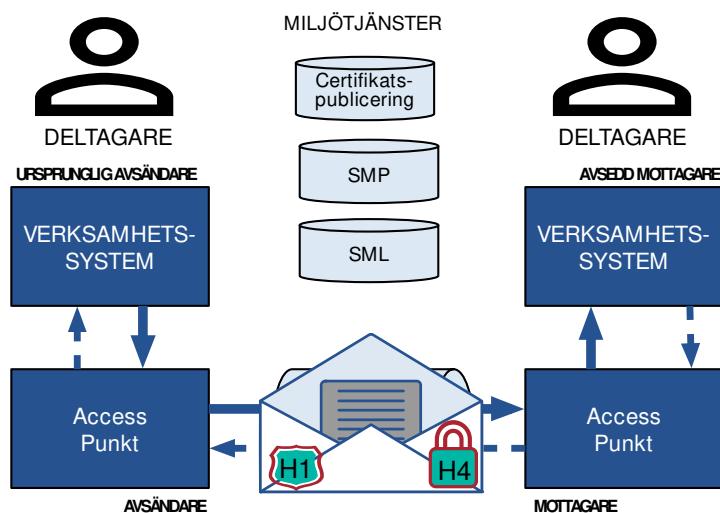 MILJÖTJÄNSTER
Certifikats-
publicering
SMP
SML
DELTAGARE
URSPRUNGLIG AVSÄNDARE
VERKSAMHETS-
SYSTEM
Access
Punkt
AVSÄNDARE
H1
H4
DELTAGARE
AVSEDD MOTTAGARE
VERKSAMHETS-
SYSTEM
Access
Punkt
MOTTAGARE